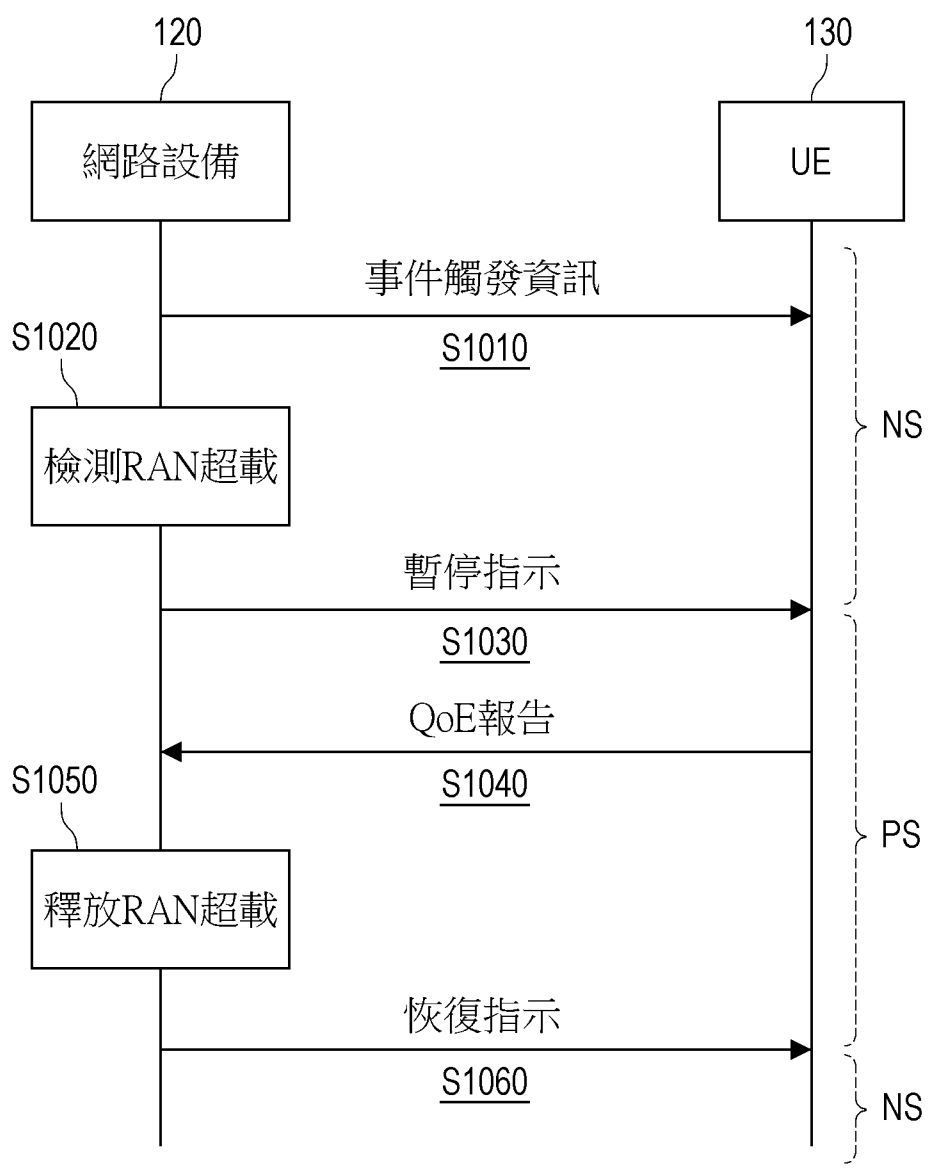 120
130
網路設備
UE
事件觸發資訊
S1010
S1020
NS
檢測RAN超載
暫停指示
S1030
QoE報告
S1040
S1050
PS
釋放RAN超載
恢復指示
S1060
NS